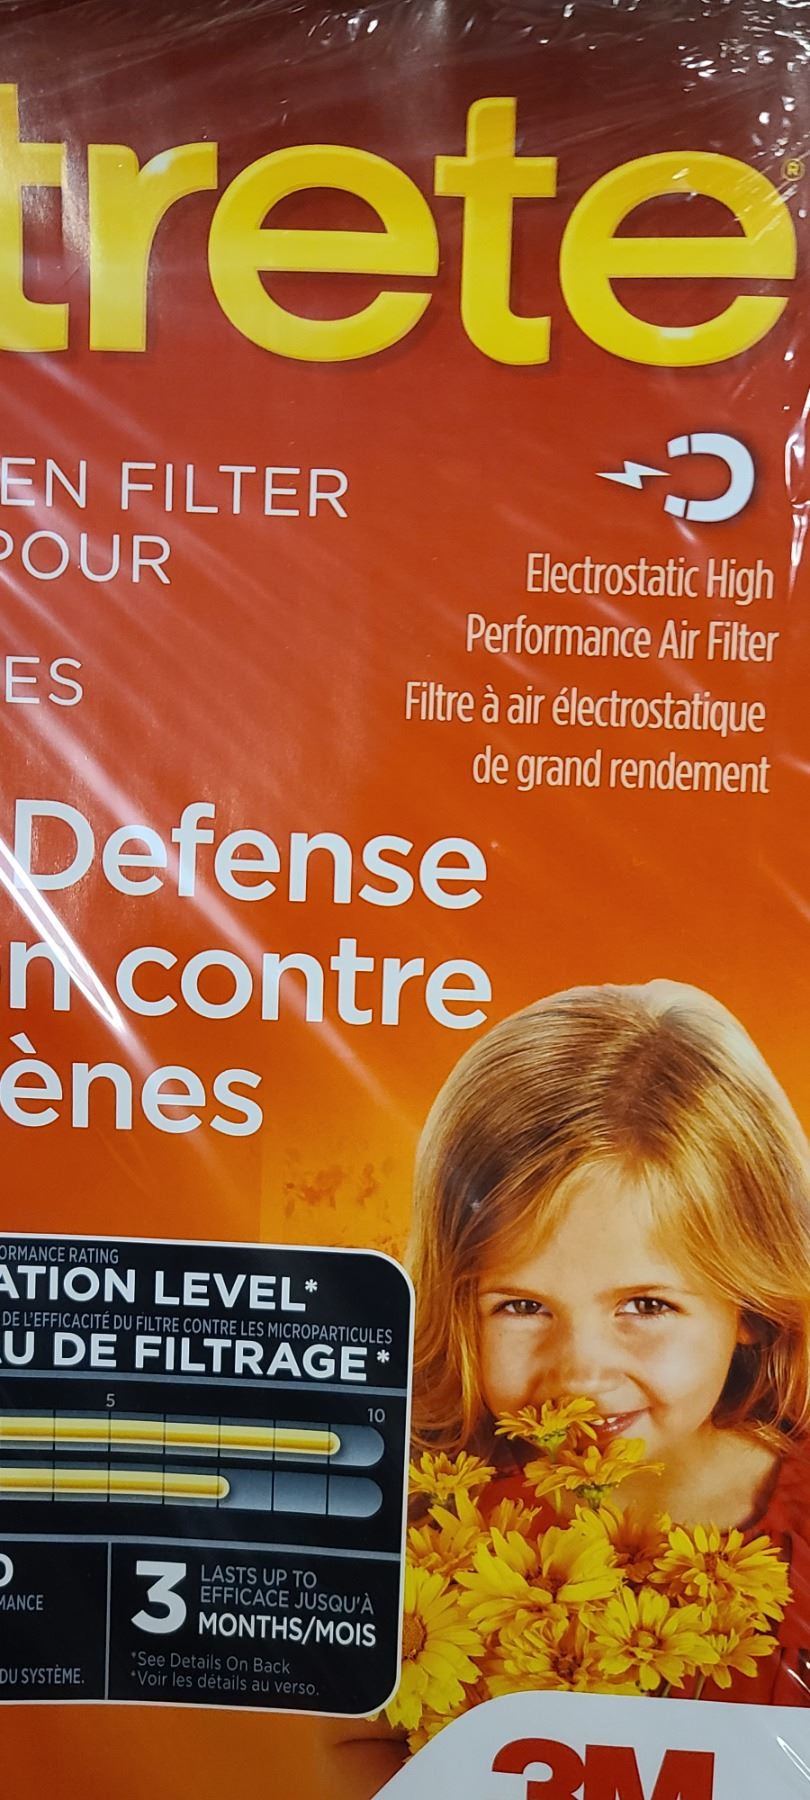 trete®
EN FILTER
POUR
ES
Electrostatic High
Performance Air Filter
Filtre à air électrostatique
de grand rendement
Defense
n contre
ènes
ORMANCE RATING
ATION LEVEL*
DE L'EFFICACITÉ DU FILTRE CONTRE LES MICROPARTICULES
U DE FILTRAGE*
5
10
MANCE
DU SYSTÈME.
3
LASTS UP TO
EFFICACE JUSQU'À
MONTHS/MOIS
*See Details On Back
*Voir les détails au verso.
3M